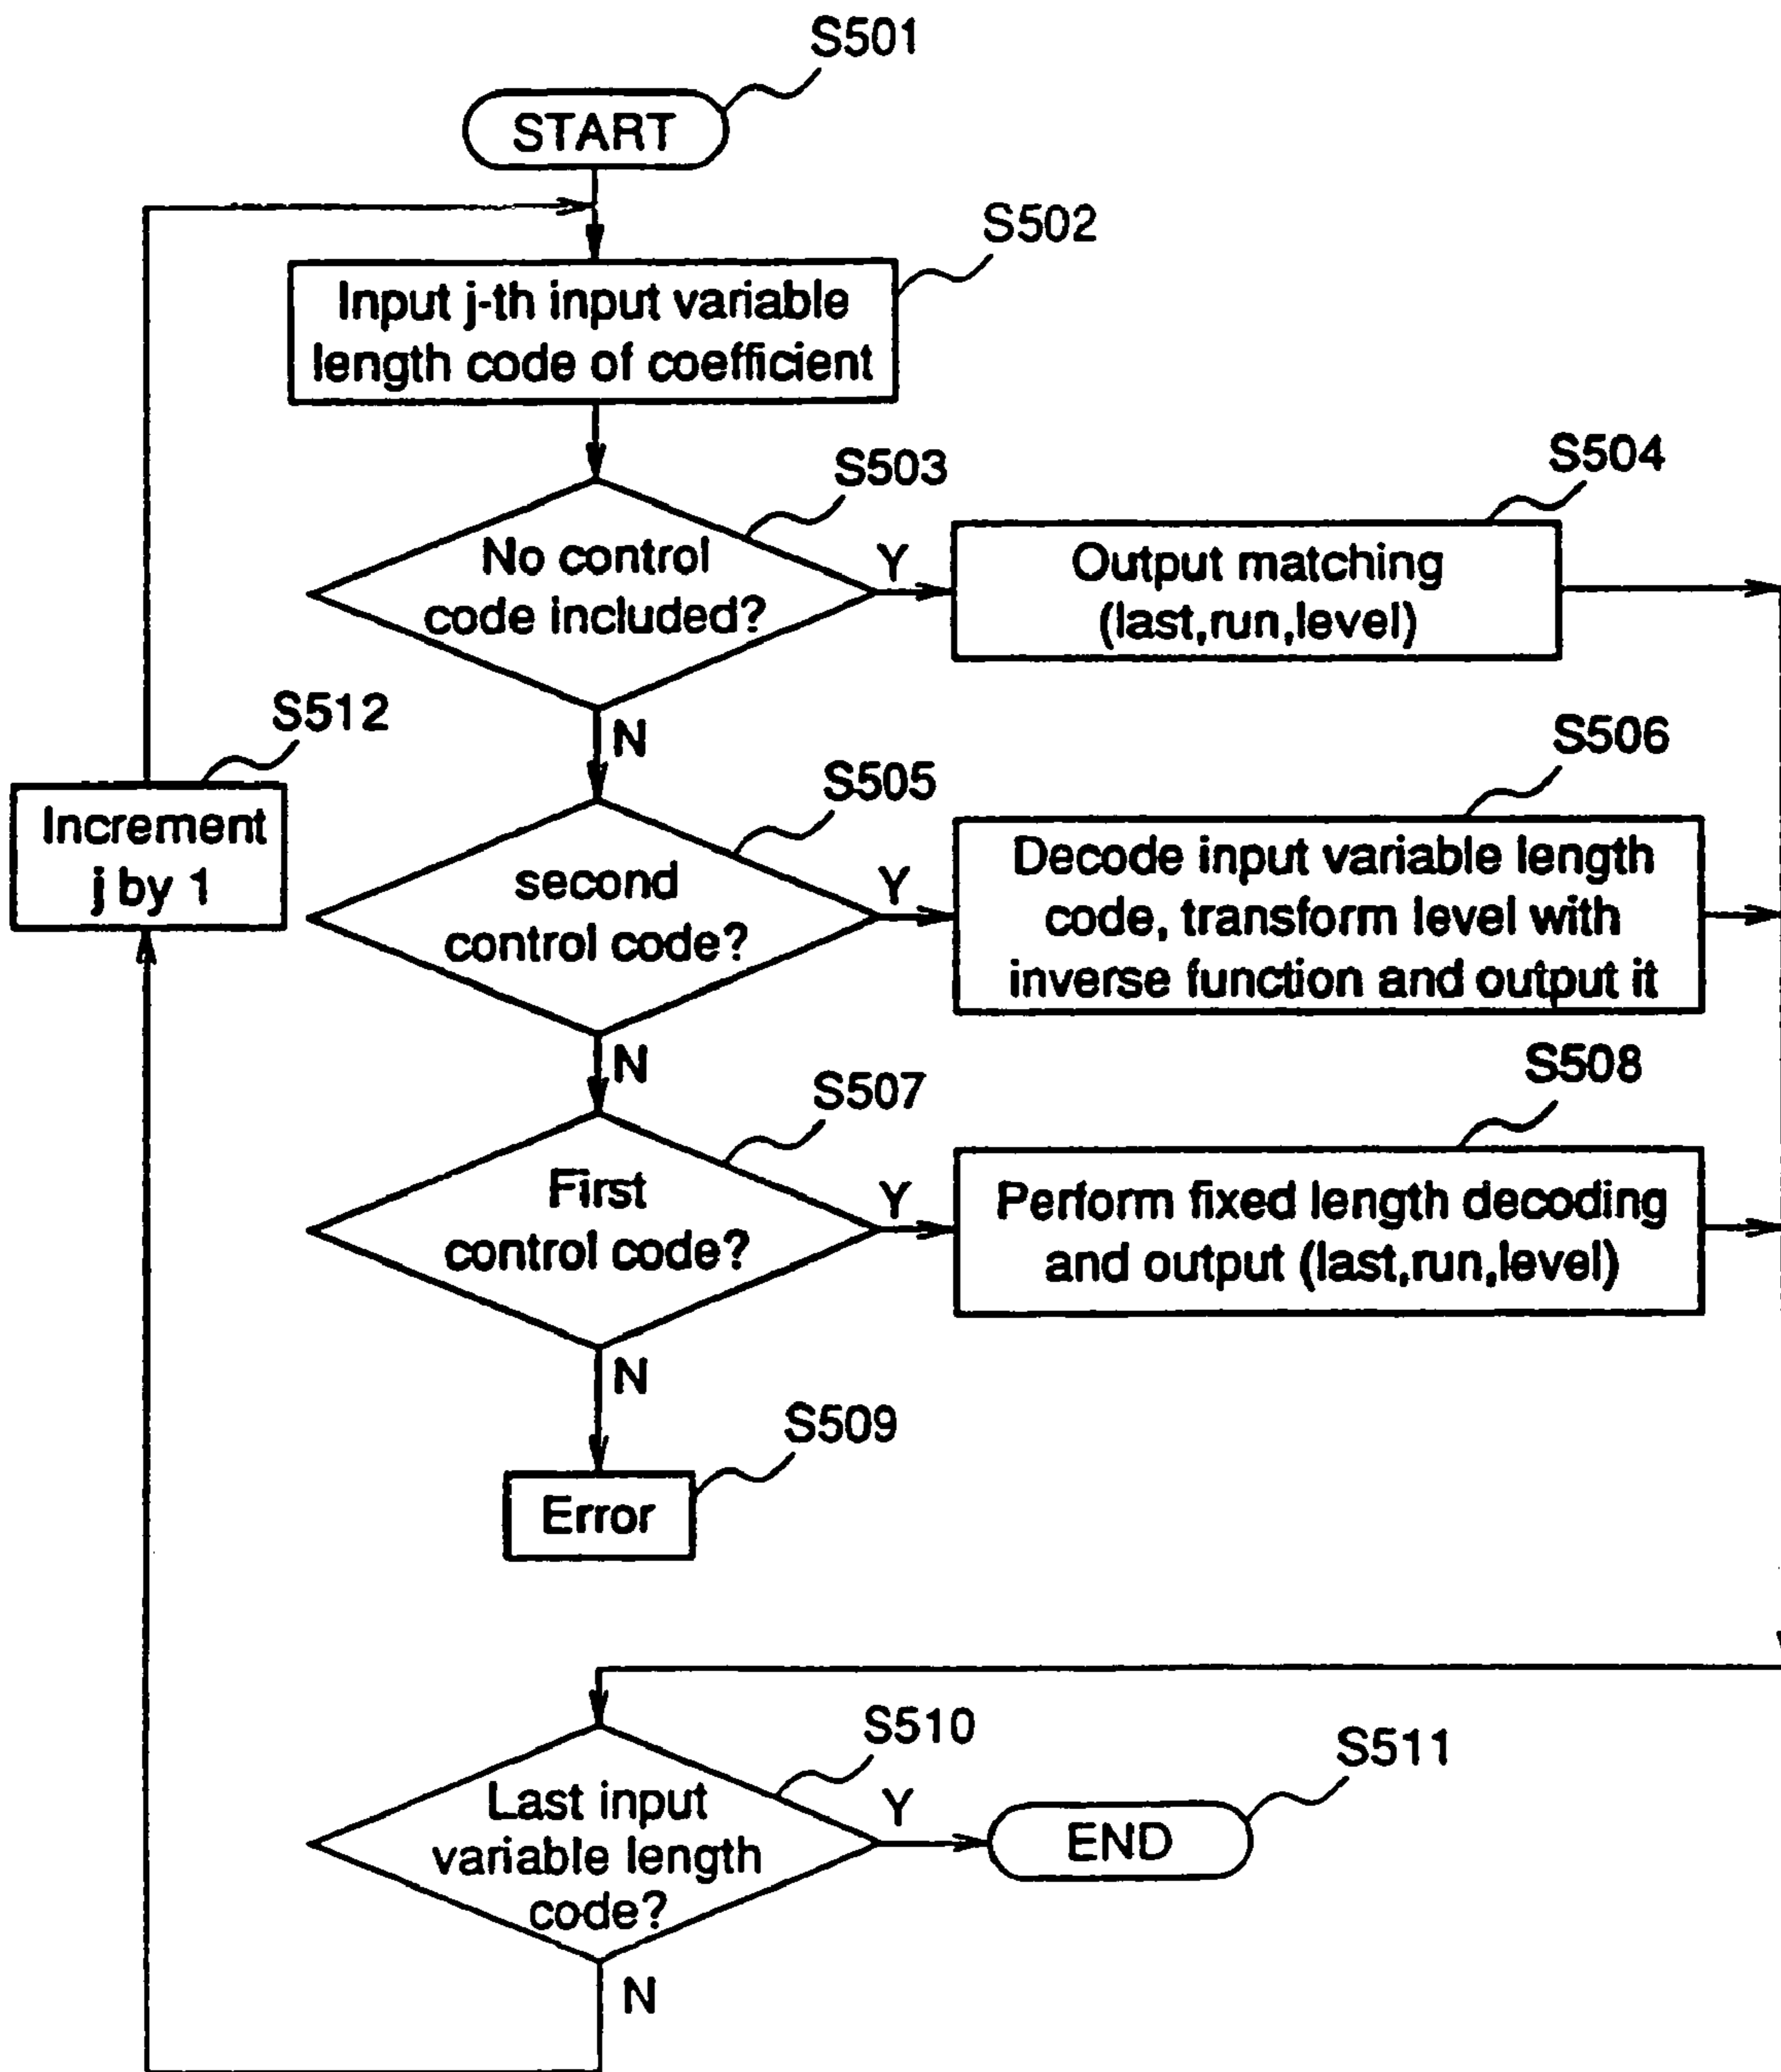 S501
START
S502
Input j-th input variable
length code of coefficient
S503
No control
code included?
Y
S504
Output matching
(last,run,level)
N
S512
Increment
j by 1
S505
second
control code?
Y
S506
Decode input variable length
code, transform level with
inverse function and output it
N
S507
First
control code?
Y
S508
Perform fixed length decoding
and output (last,run,level)
N
S509
Error
S510
Last input
variable length
code?
Y
S511
END
N